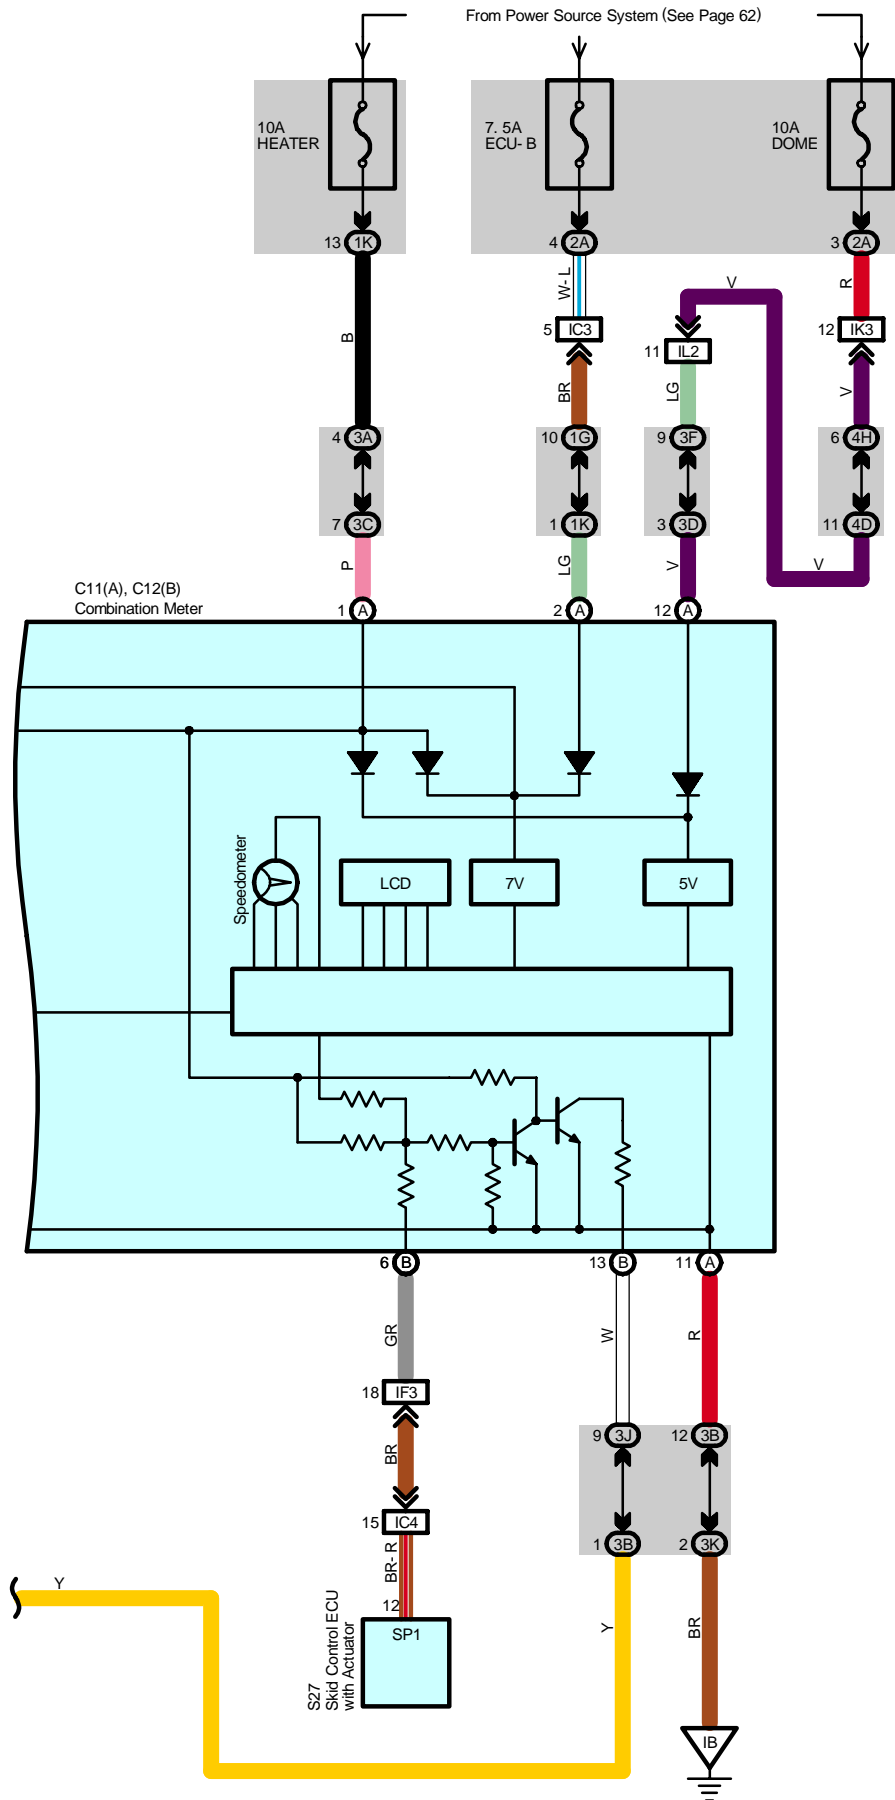 From Power Source System (See Page 62)
10A
HEATER
7. 5A
ECU- B
10A
DOME
13 1K
4 2A
3 2A
B
W- L
V
R
5 IC3
11 IL2
12 IK3
BR
LG
V
4 3A
10 1G
9 3F
6 4H
7 3C
1 1K
3 3D
11 4D
P
LG
V
V
C11(A), C12(B)
Combination Meter
1 A
2 A
12 A
Speedometer
LCD
7V
5V
6 B
13 B
11 A
GR
W
R
18 IF3
BR
9 3J
12 3B
15 IC4
BR- R
1 3B
2 3K
12
SP1
S27
Skid Control ECU
with Actuator
Y
Y
BR
IB